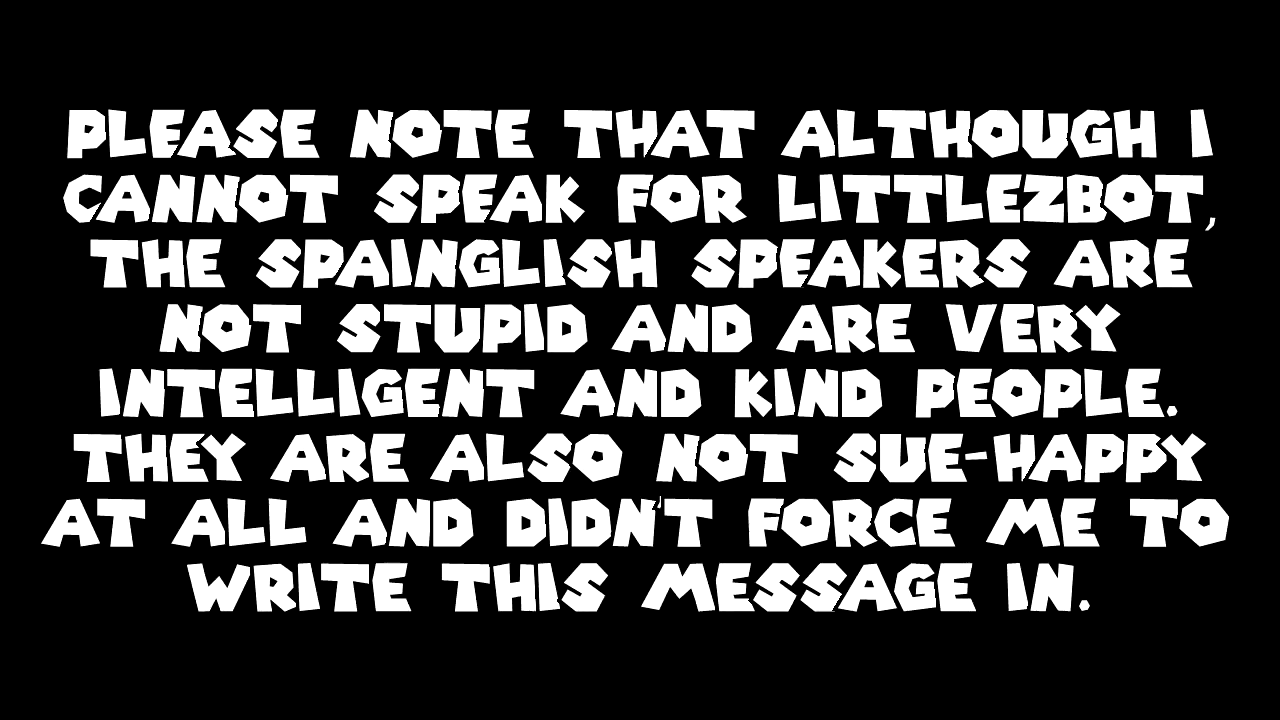 PLEASE NOTE THAT ALTHOUGH I
CANNOT SPEAK FOR LITTLEZBOT,
THE SPAINGLISH SPEAKERS ARE
NOT STUPID AND ARE VERY
INTELLIGENT AND KIND PEOPLE.
THEY ARE ALSO NOT SUE-HAPPY
AT ALL AND DIDN'T FORCE ME TO
WRITE THIS MESSAGE IN.